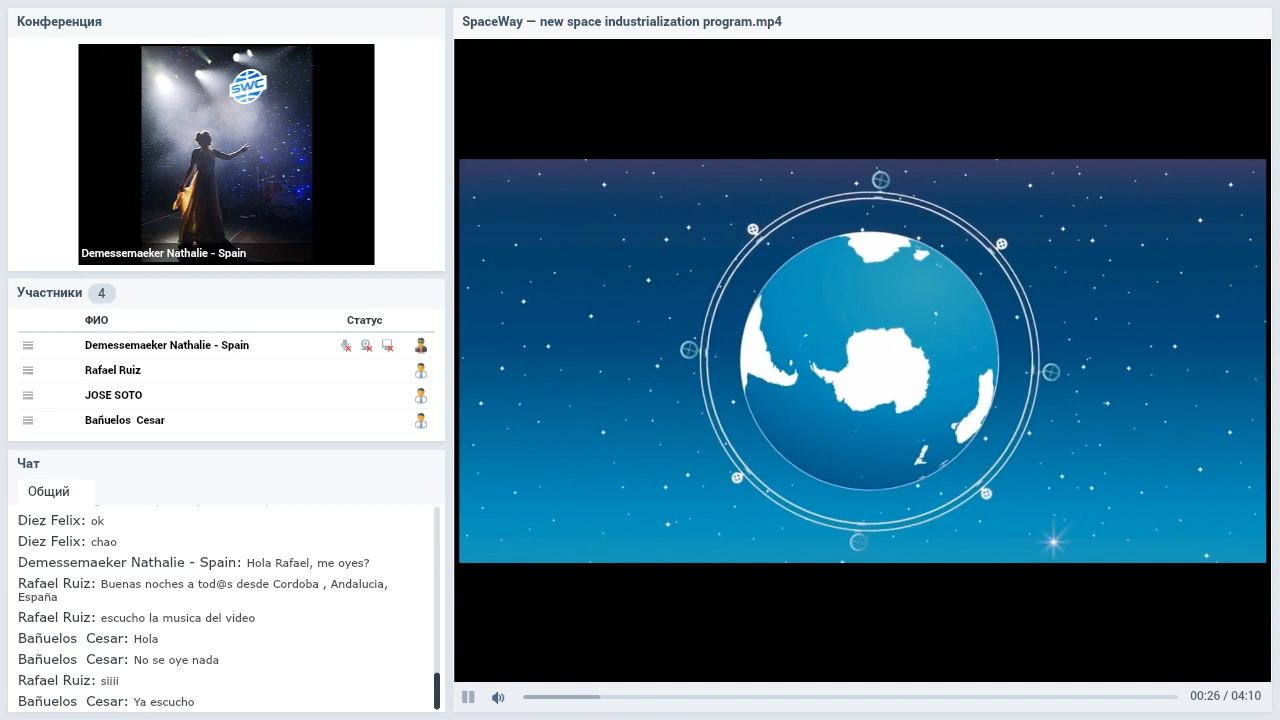 Конференция
SWC
Demessemaeker Nathalie - Spain
Участники 4
ФИО Статус
Demessemaeker Nathalie - Spain
Rafael Ruiz
JOSE SOTO
Bañuelos Cesar
Чат
Общий
Diez Felix: ok
Diez Felix: chao
Demessemaeker Nathalie - Spain: Hola Rafael, me oyes?
Rafael Ruiz: Buenas noches a tod@s desde Cordoba , Andalucia,
España
Rafael Ruiz: escucho la musica del video
Bañuelos Cesar: Hola
Bañuelos Cesar: No se oye nada
Rafael Ruiz: siiii
Bañuelos Cesar: Ya escucho
SpaceWay — new space industrialization program.mp4
00:26 / 04:10